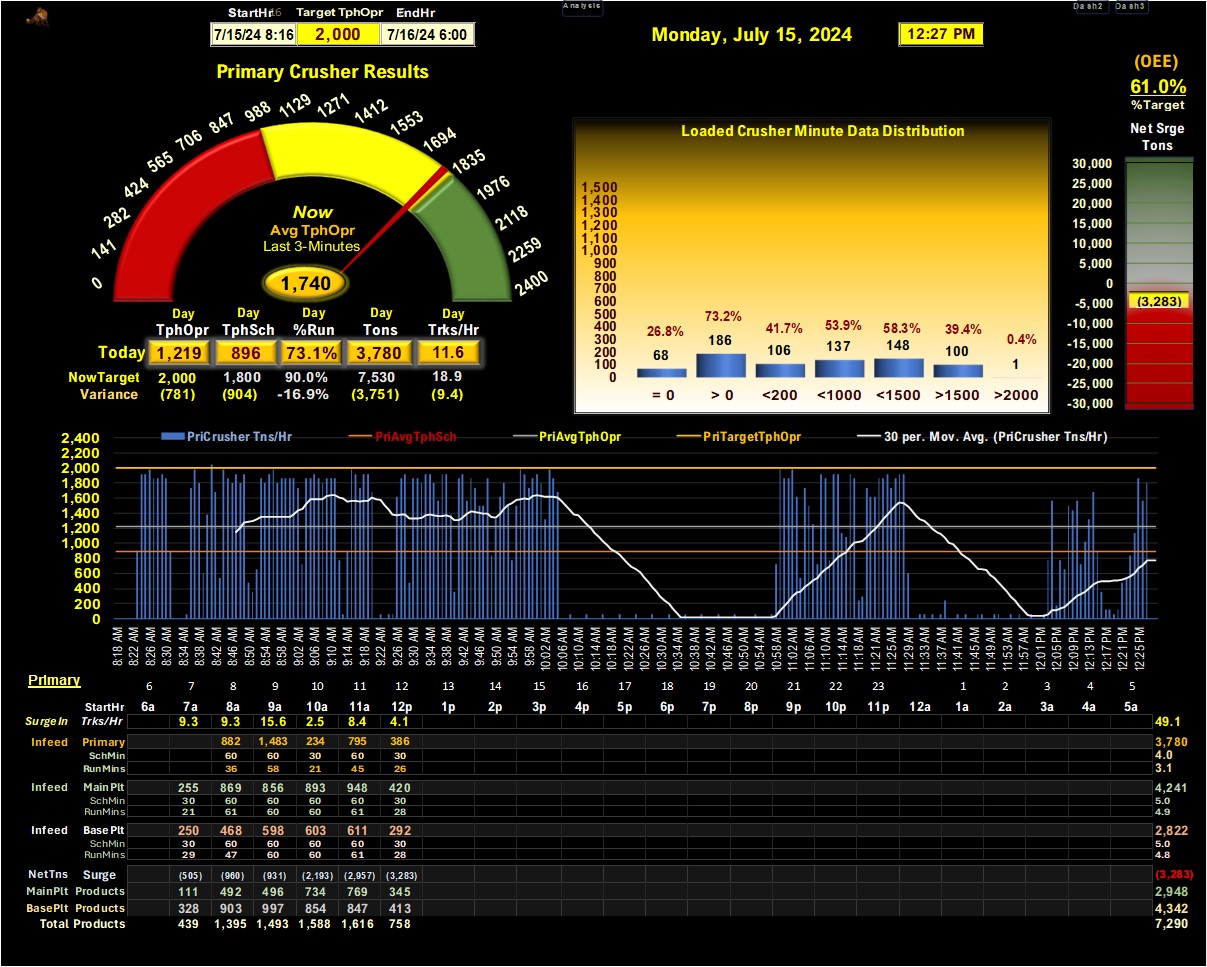 Analysis
Dash2 Dash3
StartHr16 Target TphOpr EndHr
7/15/24 8:16 2,000 7/16/24 6:00
Monday, July 15, 2024 12:27 PM
Primary Crusher Results
(OEE)
61.0%
%Target
Net Srge
Tons
0 141 282 424 565 706 847 988 1129 1271 1412 1553 1694 1835 1976 2118 2259 2400
Now
Avg TphOpr
Last 3-Minutes
1,740
Day Day Day Day Day
TphOpr TphSch %Run Tons Trks/Hr
Today 1,219 896 73.1% 3,780 11.6
NowTarget 2,000 1,800 90.0% 7,530 18.9
Variance (781) (904) -16.9% (3,751) (9.4)
Loaded Crusher Minute Data Distribution
1,500
1,400
1,300
1,200
1,100
1,000
900
800
700
600
500
400
300
200
100
0
26.8% 73.2% 41.7% 53.9% 58.3% 39.4% 0.4%
68 186 106 137 148 100 1
= 0 > 0 <200 <1000 <1500 >1500 >2000
30,000
25,000
20,000
15,000
10,000
5,000
0
-5,000
-10,000
-15,000
-20,000
-25,000
-30,000
(3,283)
PriCrusher Tns/Hr PriAvgTphSch PriAvgTphOpr PriTargetTphOpr 30 per. Mov. Avg. (PriCrusher Tns/Hr)
2,400
2,200
2,000
1,800
1,600
1,400
1,200
1,000
800
600
400
200
0
8:18 AM 8:22 AM 8:26 AM 8:30 AM 8:34 AM 8:38 AM 8:42 AM 8:46 AM 8:50 AM 8:54 AM 8:58 AM 9:02 AM 9:06 AM 9:10 AM 9:14 AM 9:18 AM 9:22 AM 9:26 AM 9:30 AM 9:34 AM 9:38 AM 9:42 AM 9:46 AM 9:50 AM 9:54 AM 9:58 AM 10:02 AM 10:06 AM 10:10 AM 10:14 AM 10:18 AM 10:22 AM 10:26 AM 10:30 AM 10:34 AM 10:38 AM 10:42 AM 10:46 AM 10:50 AM 10:54 AM 10:58 AM 11:02 AM 11:06 AM 11:10 AM 11:14 AM 11:18 AM 11:21 AM 11:25 AM 11:29 AM 11:33 AM 11:37 AM 11:41 AM 11:45 AM 11:49 AM 11:53 AM 11:57 AM 12:01 PM 12:05 PM 12:09 PM 12:13 PM 12:17 PM 12:21 PM 12:25 PM
Primary
6 7 8 9 10 11 12 13 14 15 16 17 18 19 20 21 22 23 1 2 3 4 5
StartHr 6a 7a 8a 9a 10a 11a 12p 1p 2p 3p 4p 5p 6p 7p 8p 9p 10p 11p 12a 1a 2a 3a 4a 5a
Surge In Trks/Hr 9.3 9.3 15.6 2.5 8.4 4.1 49.1
Infeed Primary 882 1,483 234 795 386 3,780
SchMin 60 60 30 60 30 4.0
RunMins 36 58 21 45 26 3.1
Infeed Main Plt 255 869 856 893 948 420 4,241
SchMin 30 60 60 60 60 30 5.0
RunMins 21 61 60 60 61 28 4.9
Infeed Base Plt 250 468 598 603 611 292 2,822
SchMin 30 60 60 60 60 30 5.0
RunMins 29 47 60 60 61 28 4.8
NetTns Surge (505) (960) (931) (2,193) (2,957) (3,283) (3,283)
MainPlt Products 111 492 496 734 769 345 2,948
BasePlt Products 328 903 997 854 847 413 4,342
Total Products 439 1,395 1,493 1,588 1,616 758 7,290